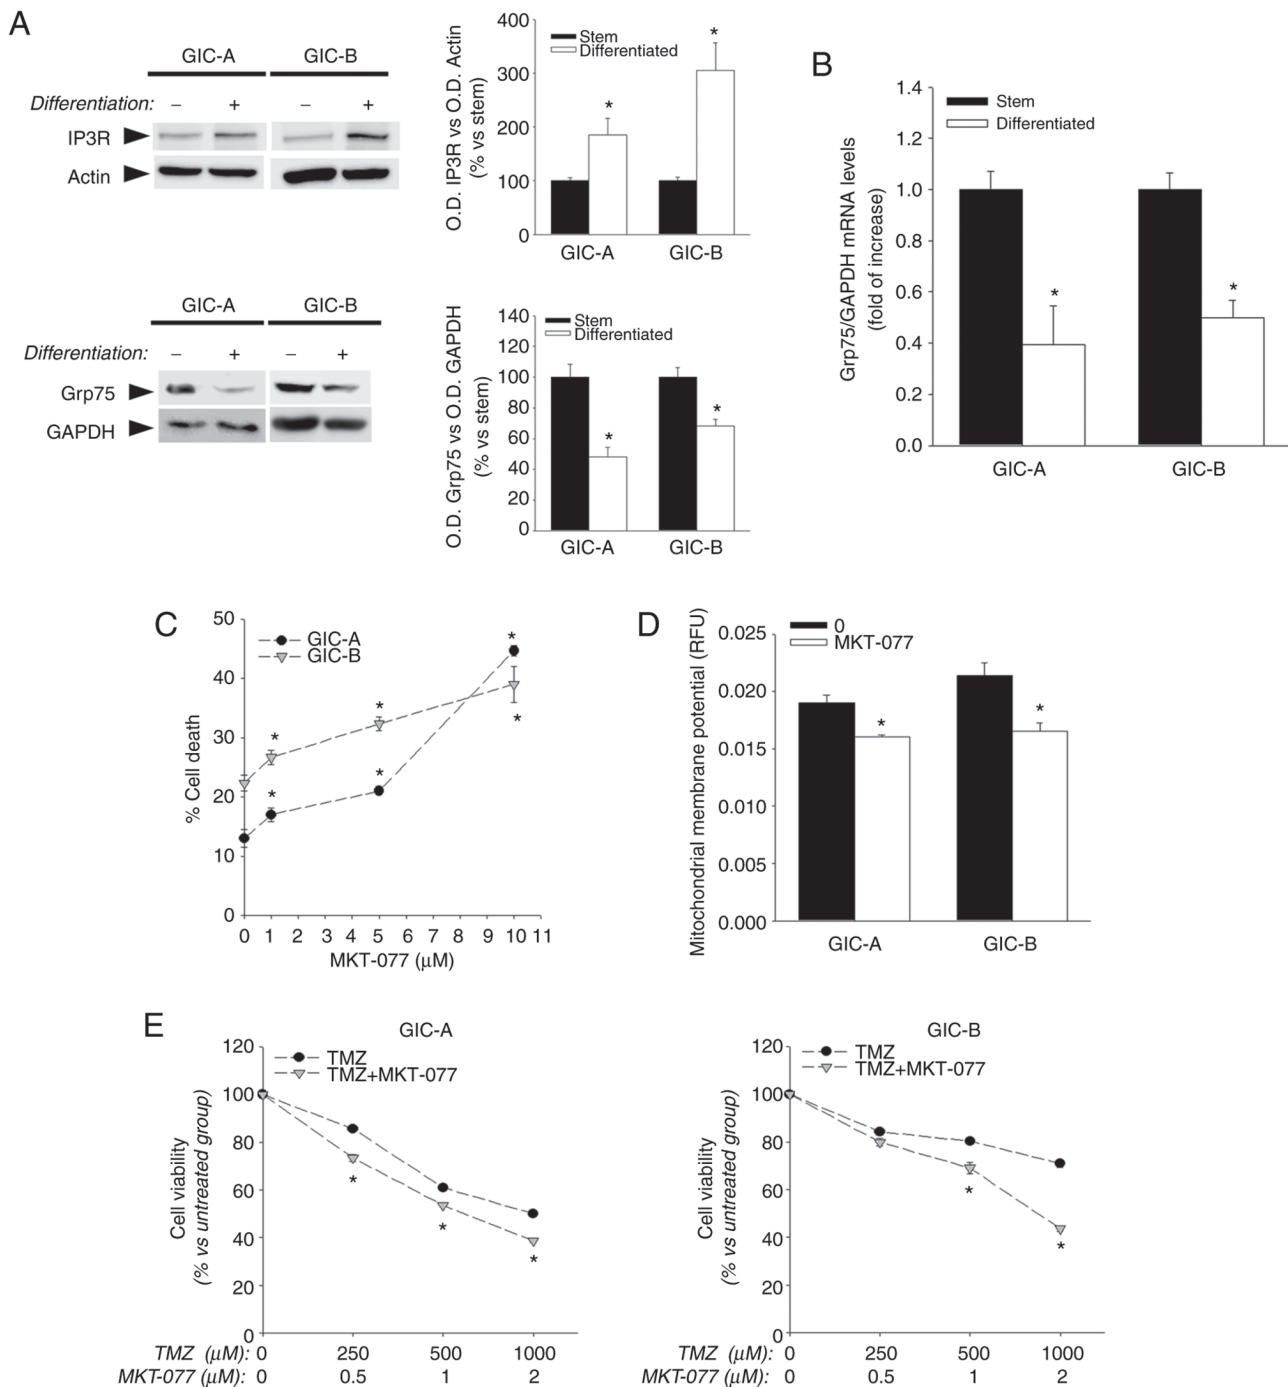 A
GIC-A GIC-B
Differentiation: – + – +
IP3R
Actin
O.D. IP3R vs O.D. Actin
(% vs stem)
400
300
200
100
0
Stem
Differentiated
*
*
GIC-A GIC-B
GIC-A GIC-B
Differentiation: – + – +
Grp75
GAPDH
O.D. Grp75 vs O.D. GAPDH
(% vs stem)
140
120
100
80
60
40
20
0
Stem
Differentiated
*
*
GIC-A GIC-B
B
Grp75/GAPDH mRNA levels
(fold of increase)
1.4
1.2
1.0
0.8
0.6
0.4
0.2
0.0
Stem
Differentiated
*
*
GIC-A GIC-B
C
% Cell death
50
40
30
20
10
0
GIC-A
GIC-B
*
*
*
*
*
*
0 1 2 3 4 5 6 7 8 9 10 11
MKT-077 (μM)
D
Mitochondrial membrane potential (RFU)
0.025
0.020
0.015
0.010
0.005
0.000
0
MKT-077
*
*
GIC-A GIC-B
E
GIC-A
Cell viability
(% vs untreated group)
120
100
80
60
40
20
0
TMZ
TMZ+MKT-077
*
*
*
TMZ (μM): 0 250 500 1000
MKT-077 (μM): 0 0.5 1 2
GIC-B
Cell viability
(% vs untreated group)
120
100
80
60
40
20
0
TMZ
TMZ+MKT-077
*
*
TMZ (μM): 0 250 500 1000
MKT-077 (μM): 0 0.5 1 2